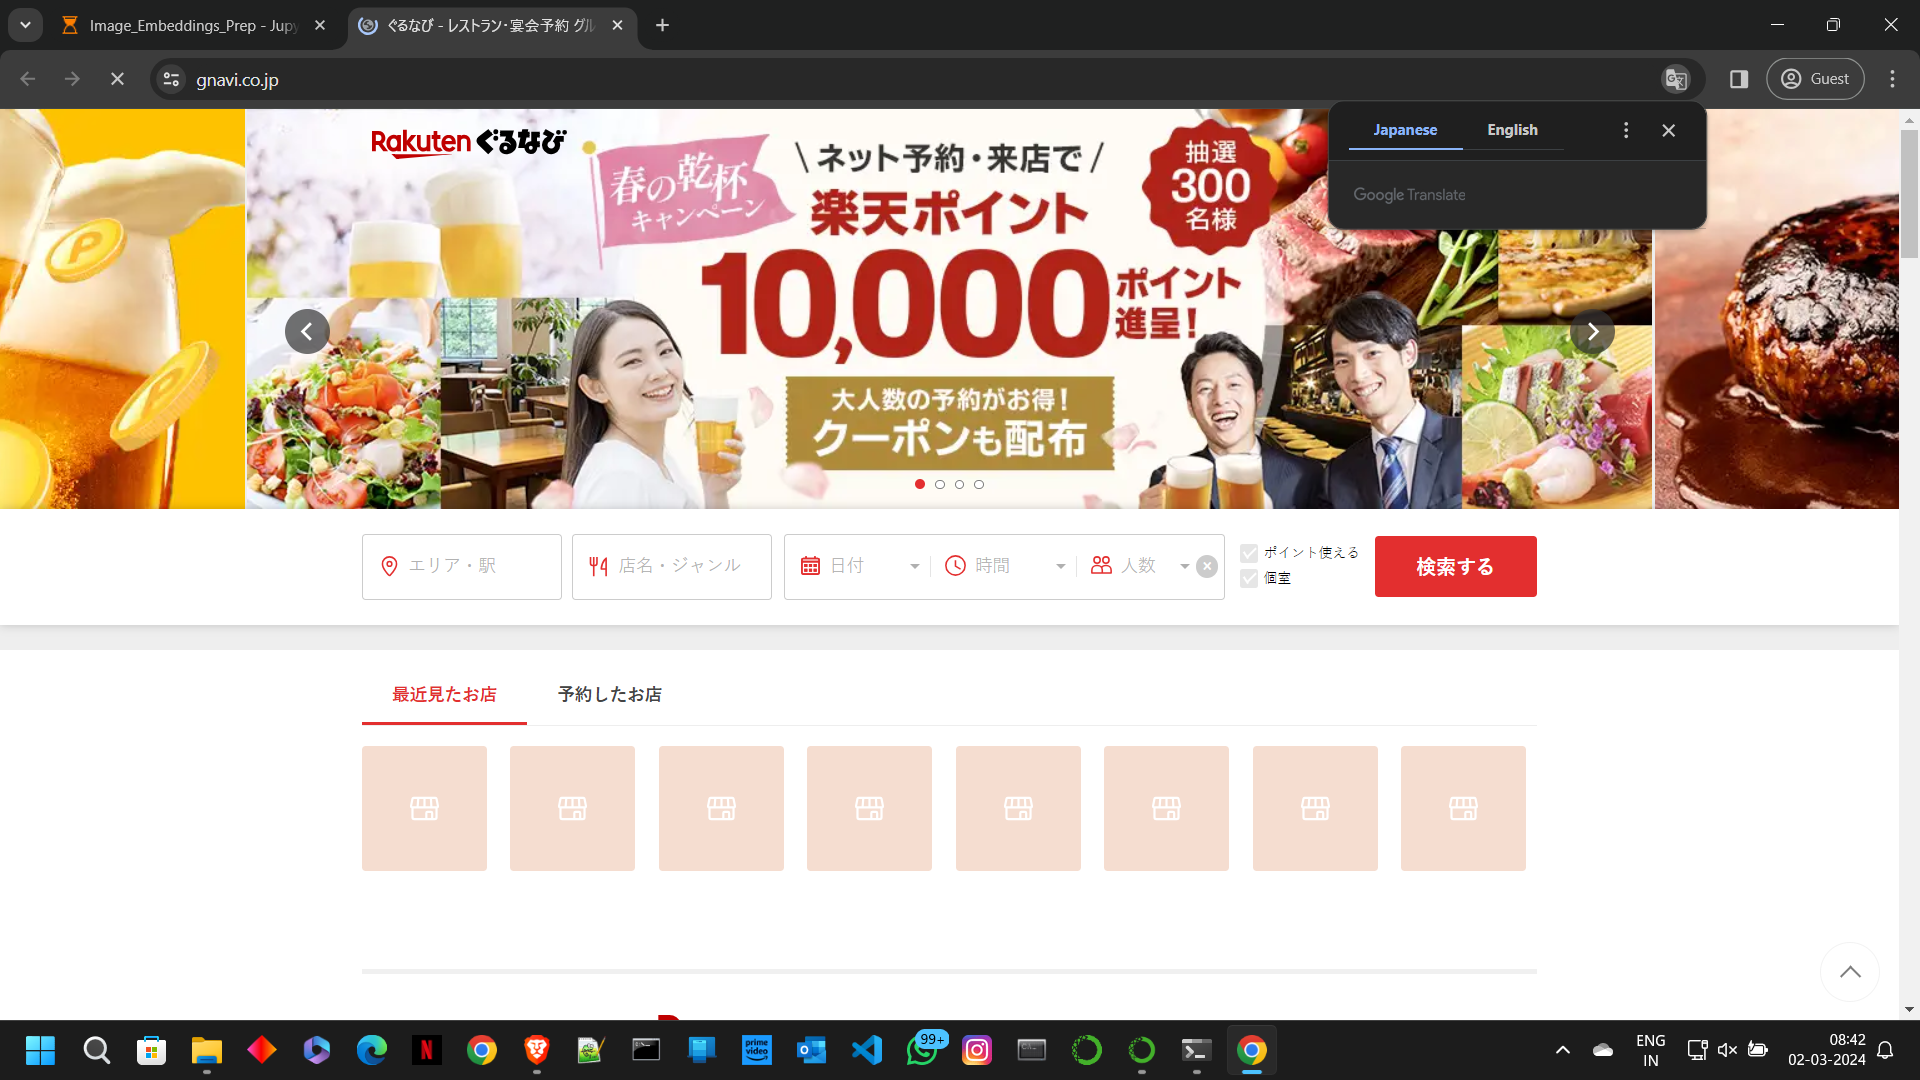 Image_Embeddings_Prep - Jupy
ぐるなび - レストラン・宴会予約 グル
gnavi.co.jp
Guest
Japanese
English
Google Translate
Rakuten ぐるなび
春の乾杯
キャンペーン
\ ネット予約・来店で /
楽天ポイント
10,000
ポイント
進呈!
抽選
300
名様
大人数の予約がお得!
クーポンも配布
P
エリア・駅
店名・ジャンル
日付
時間
人数
ポイント使える
個室
検索する
最近見たお店
予約したお店
prime
video
99+
ENG
IN
08:42
02-03-2024